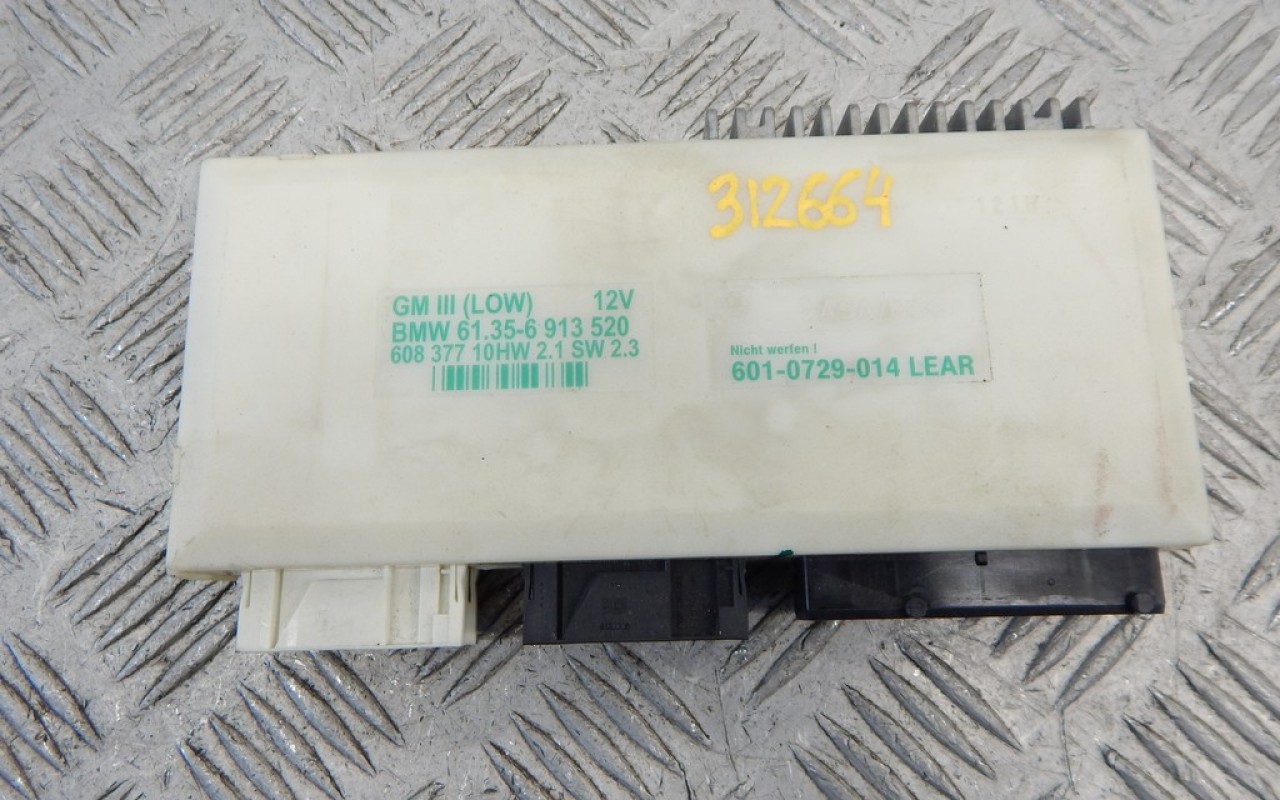 312664
GM III (LOW) 12V
BMW 61.35-6 913 520
608 377 10HW 2.1 SW 2.3
Nicht werfen !
601-0729-014 LEAR